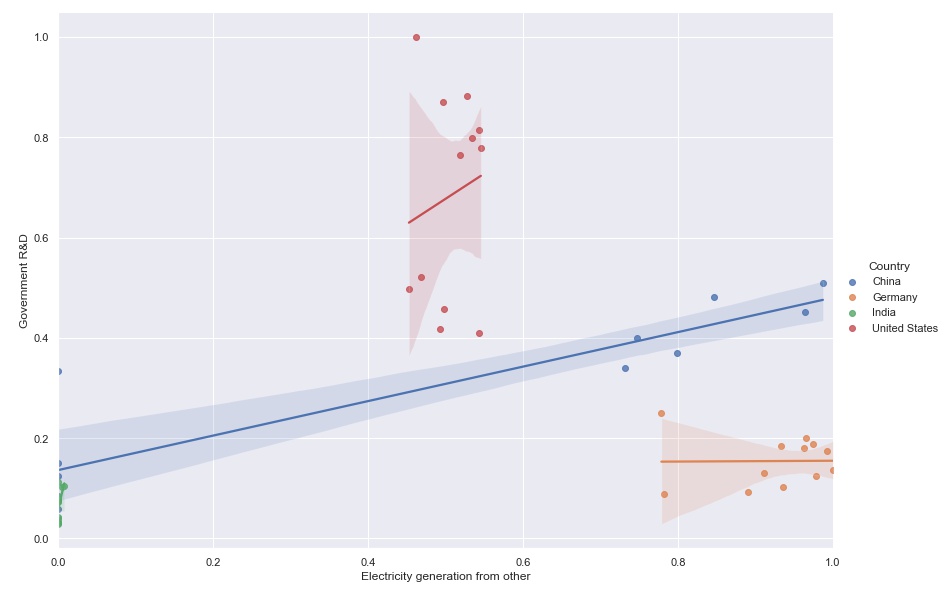 1.0
0.8
0.6
0.4
0.2
0.0
Government R&D
0.0 0.2 0.4 0.6 0.8 1.0
Electricity generation from other
Country
China
Germany
India
United States